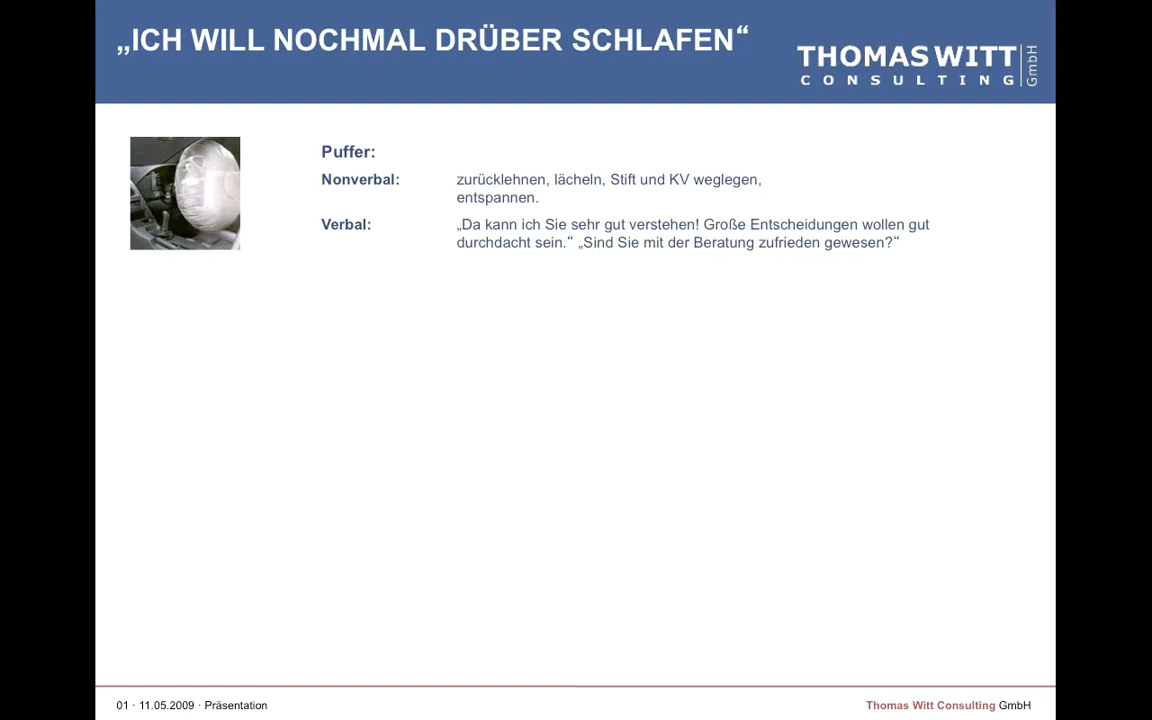 „ICH WILL NOCHMAL DRÜBER SCHLAFEN“
THOMAS WITT
CONSULTING
GmbH
Puffer:
Nonverbal: zurücklehnen, lächeln, Stift und KV weglegen,
entspannen.
Verbal: „Da kann ich Sie sehr gut verstehen! Große Entscheidungen wollen gut
durchdacht sein.“ „Sind Sie mit der Beratung zufrieden gewesen?“
01 · 11.05.2009 · Präsentation
Thomas Witt Consulting GmbH